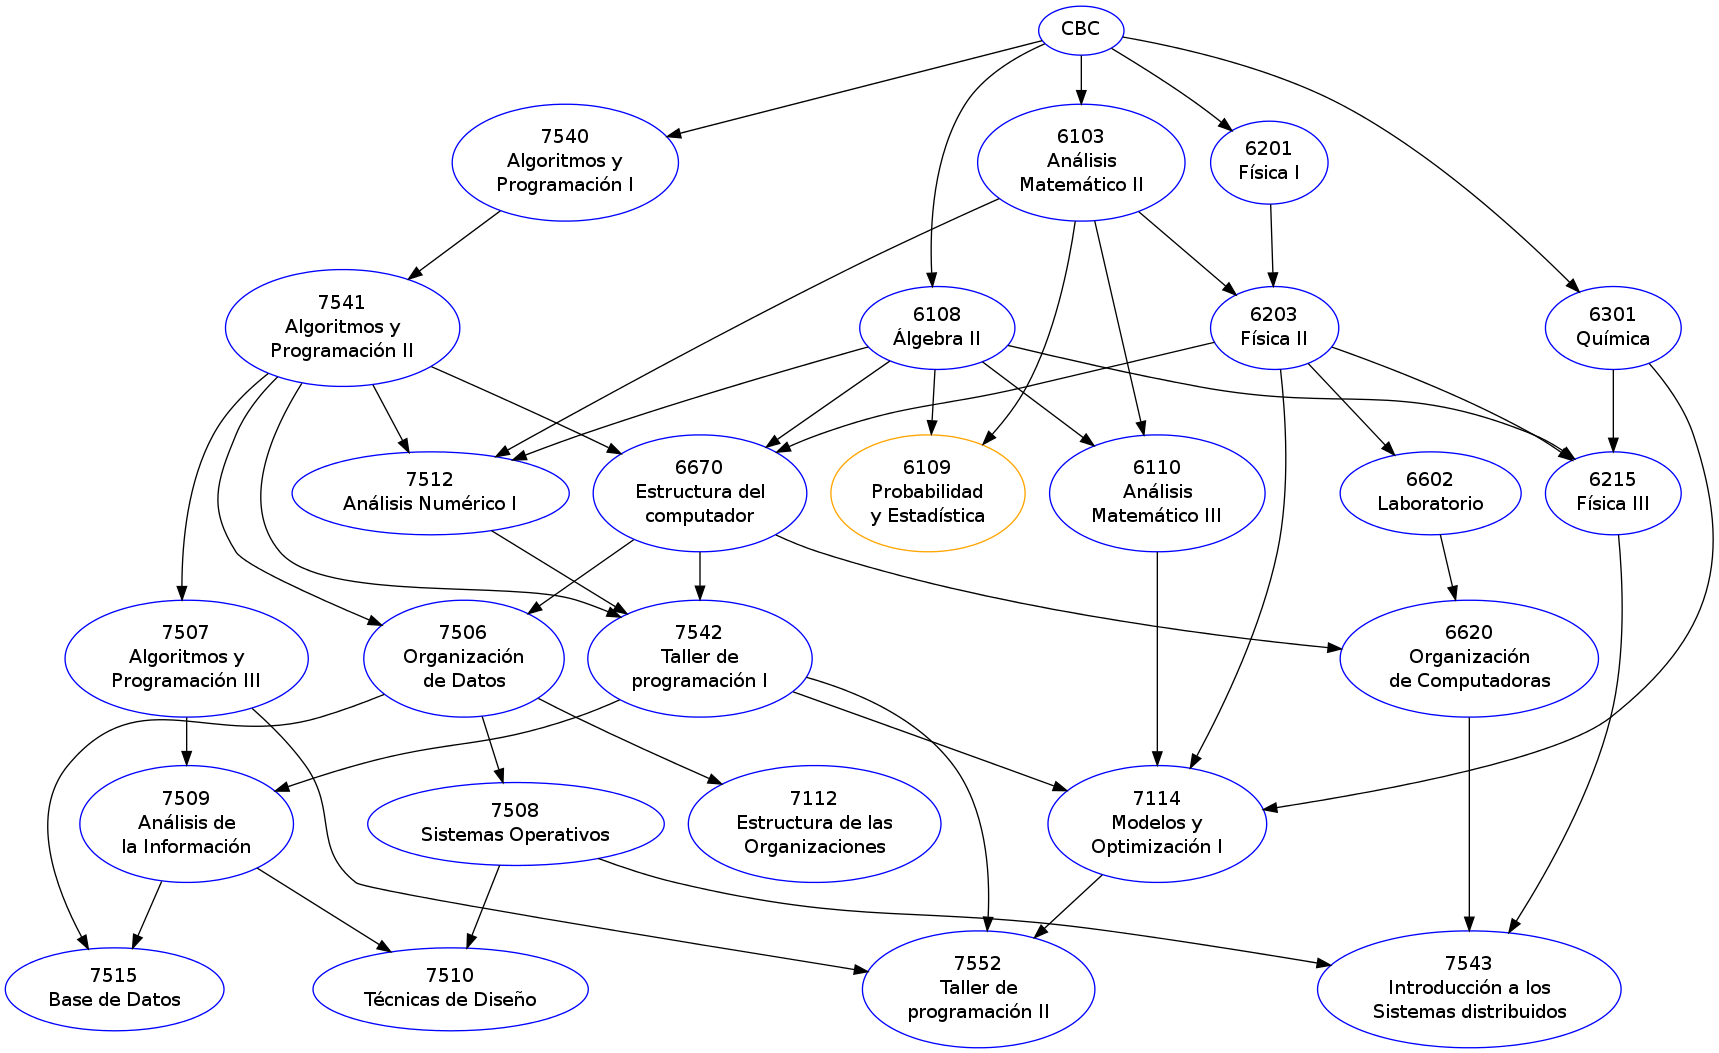 CBC
7540
Algoritmos y
Programación I
6103
Análisis
Matemático II
6201
Física I
7541
Algoritmos y
Programación II
6108
Álgebra II
6203
Física II
6301
Química
7512
Análisis Numérico I
6670
Estructura del
computador
6109
Probabilidad
y Estadística
6110
Análisis
Matemático III
6602
Laboratorio
6215
Física III
7507
Algoritmos y
Programación III
7506
Organización
de Datos
7542
Taller de
programación I
6620
Organización
de Computadoras
7509
Análisis de
la Información
7508
Sistemas Operativos
7112
Estructura de las
Organizaciones
7114
Modelos y
Optimización I
7515
Base de Datos
7510
Técnicas de Diseño
7552
Taller de
programación II
7543
Introducción a los
Sistemas distribuidos